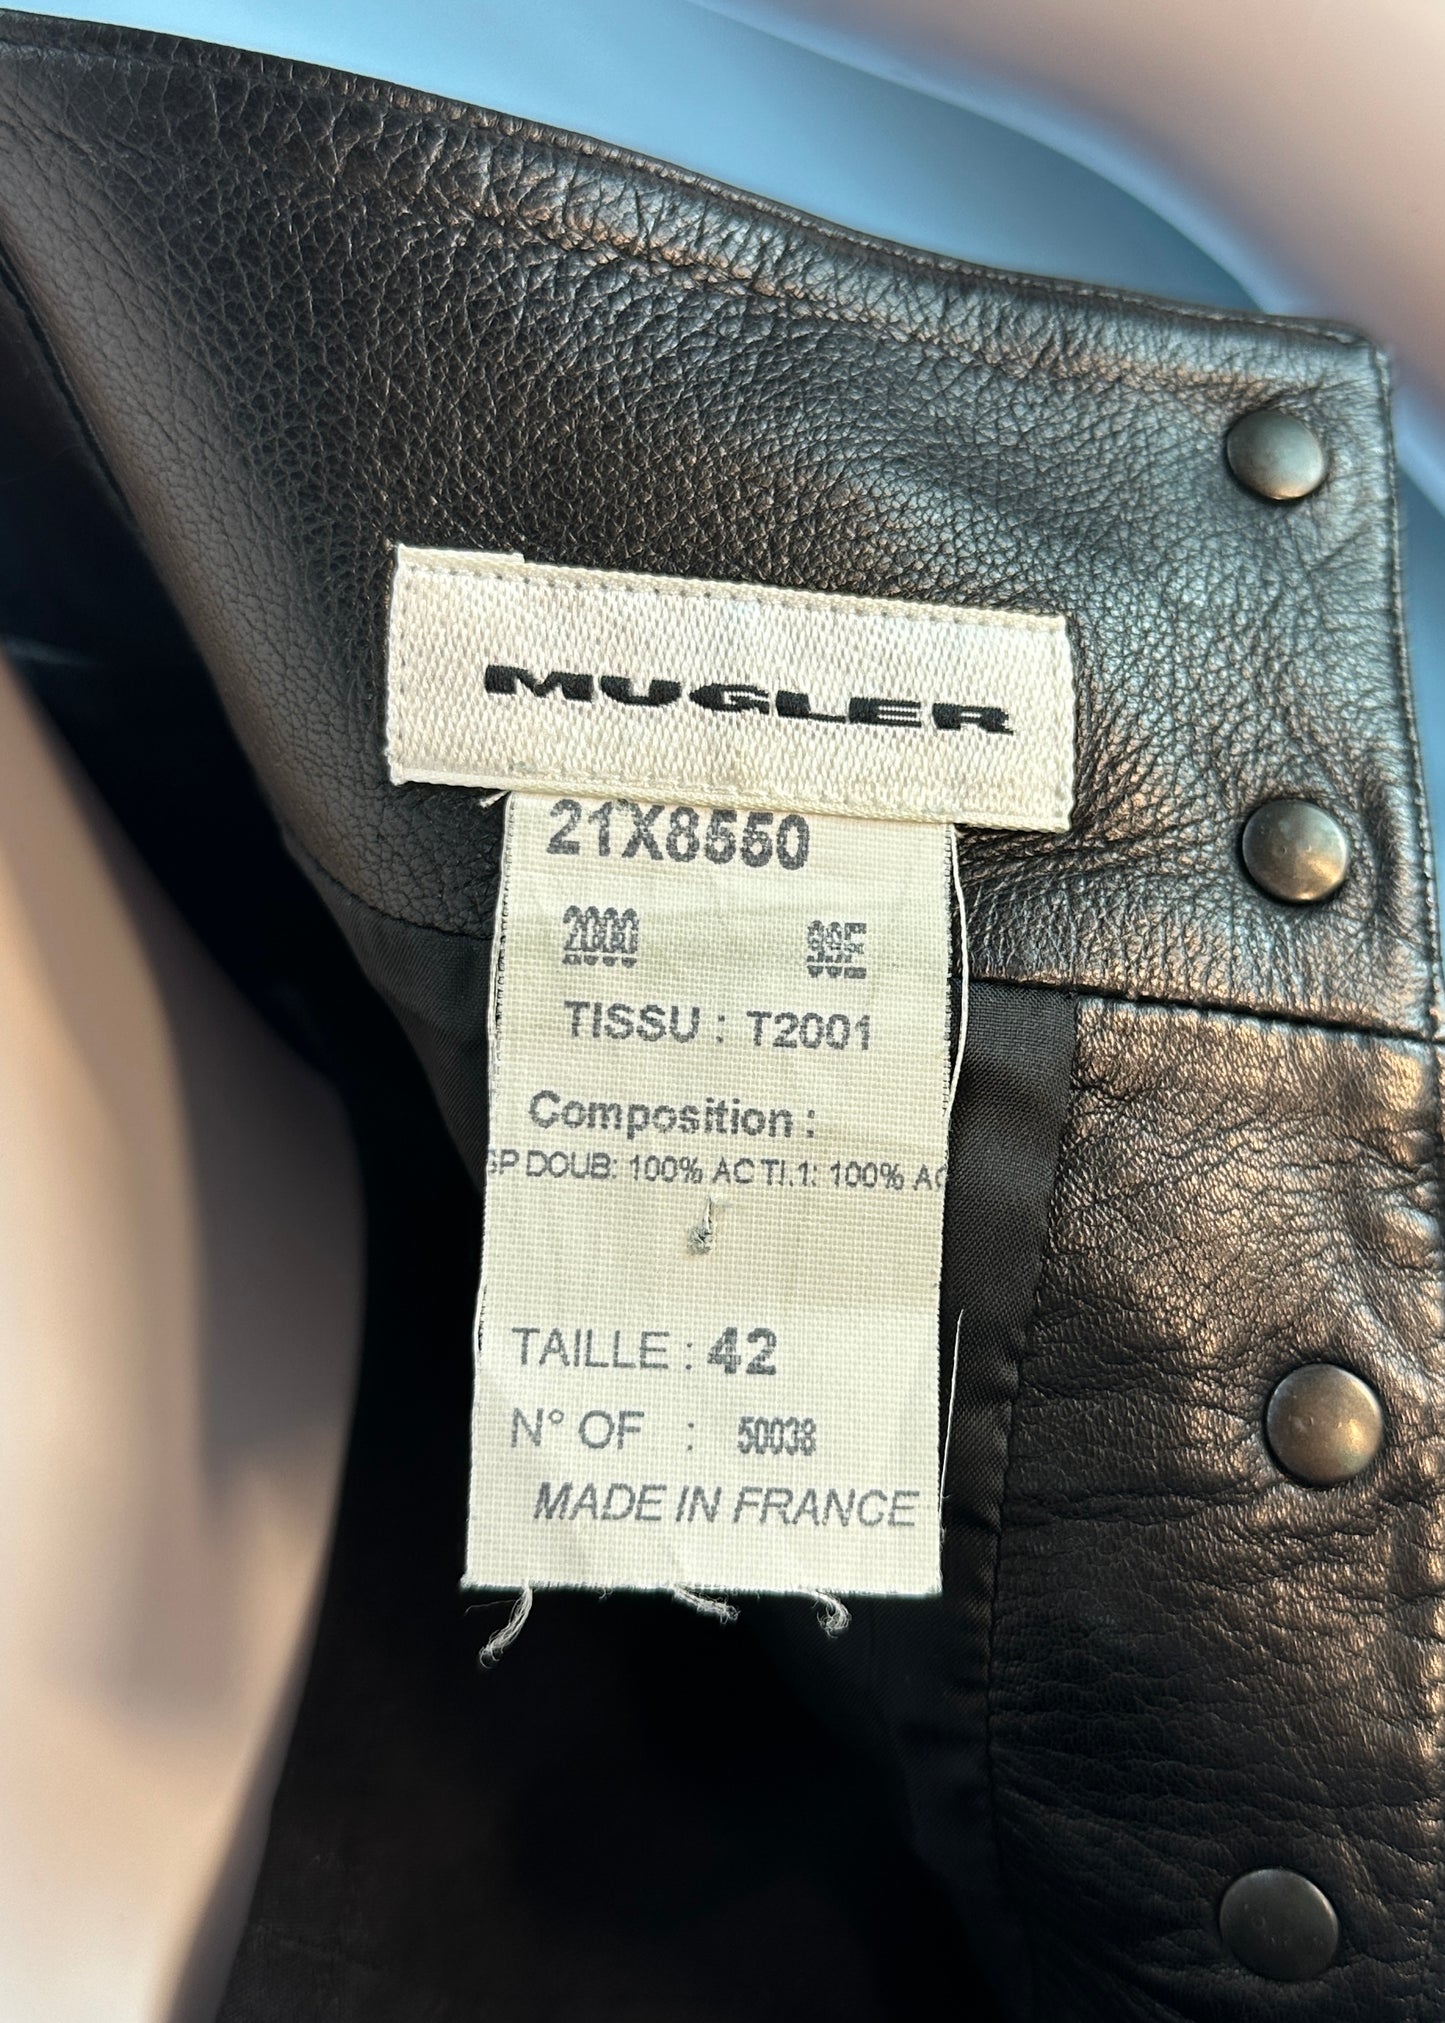 MUGLER
21X8550
2000 99E
TISSU : T2001
Composition :
SP DOUB: 100% AC TI.1: 100% AC
TAILLE : 42
N° OF : 50038
MADE IN FRANCE